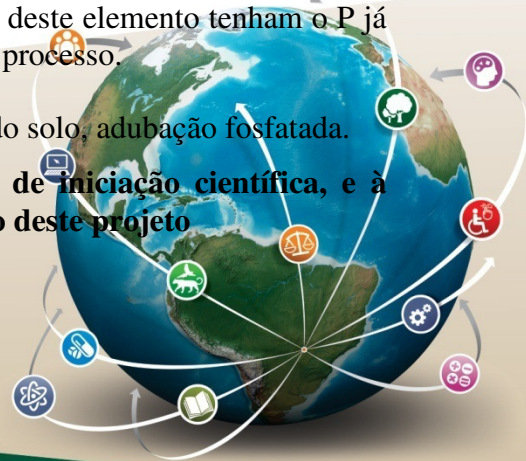 deste elemento tenham o P já
processo.
do solo, adubação fosfatada.
de iniciação científica, e à
o deste projeto